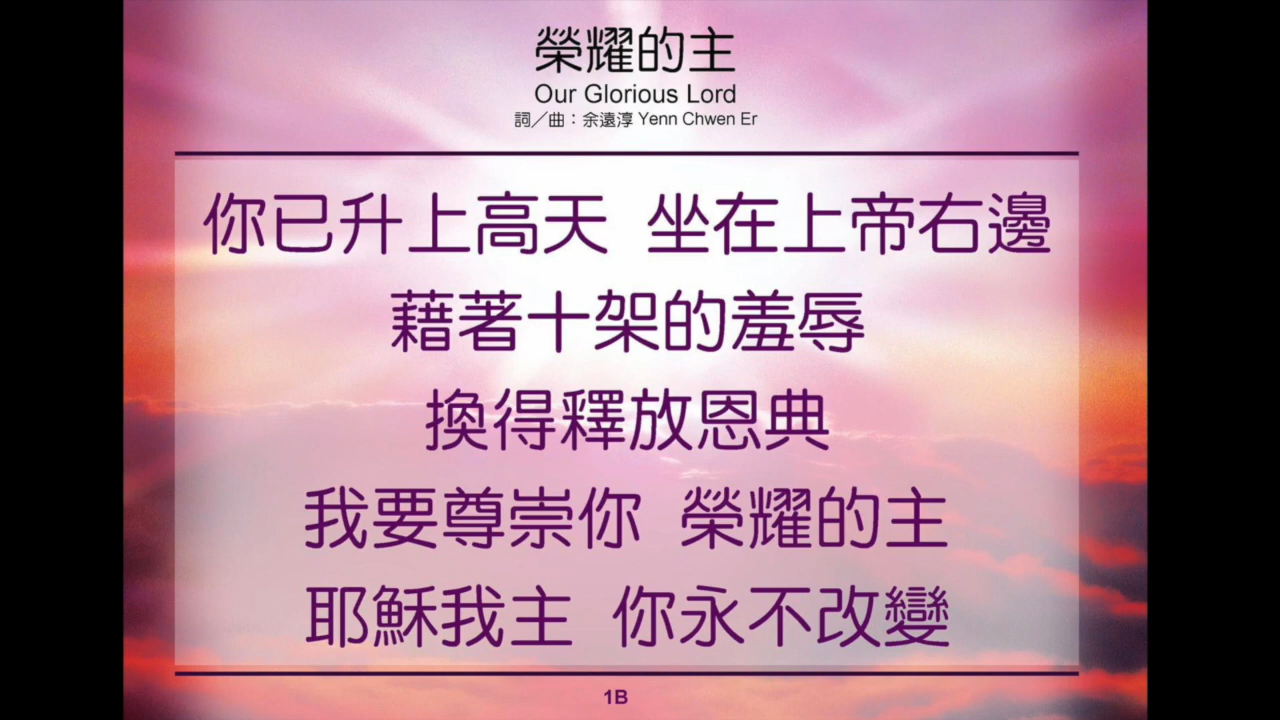 榮耀的主
Our Glorious Lord
詞／曲：余遠淳 Yenn Chwen Er
你已升上高天 坐在上帝右邊
藉著十架的羞辱
換得釋放恩典
我要尊崇你 榮耀的主
耶穌我主 你永不改變
1B